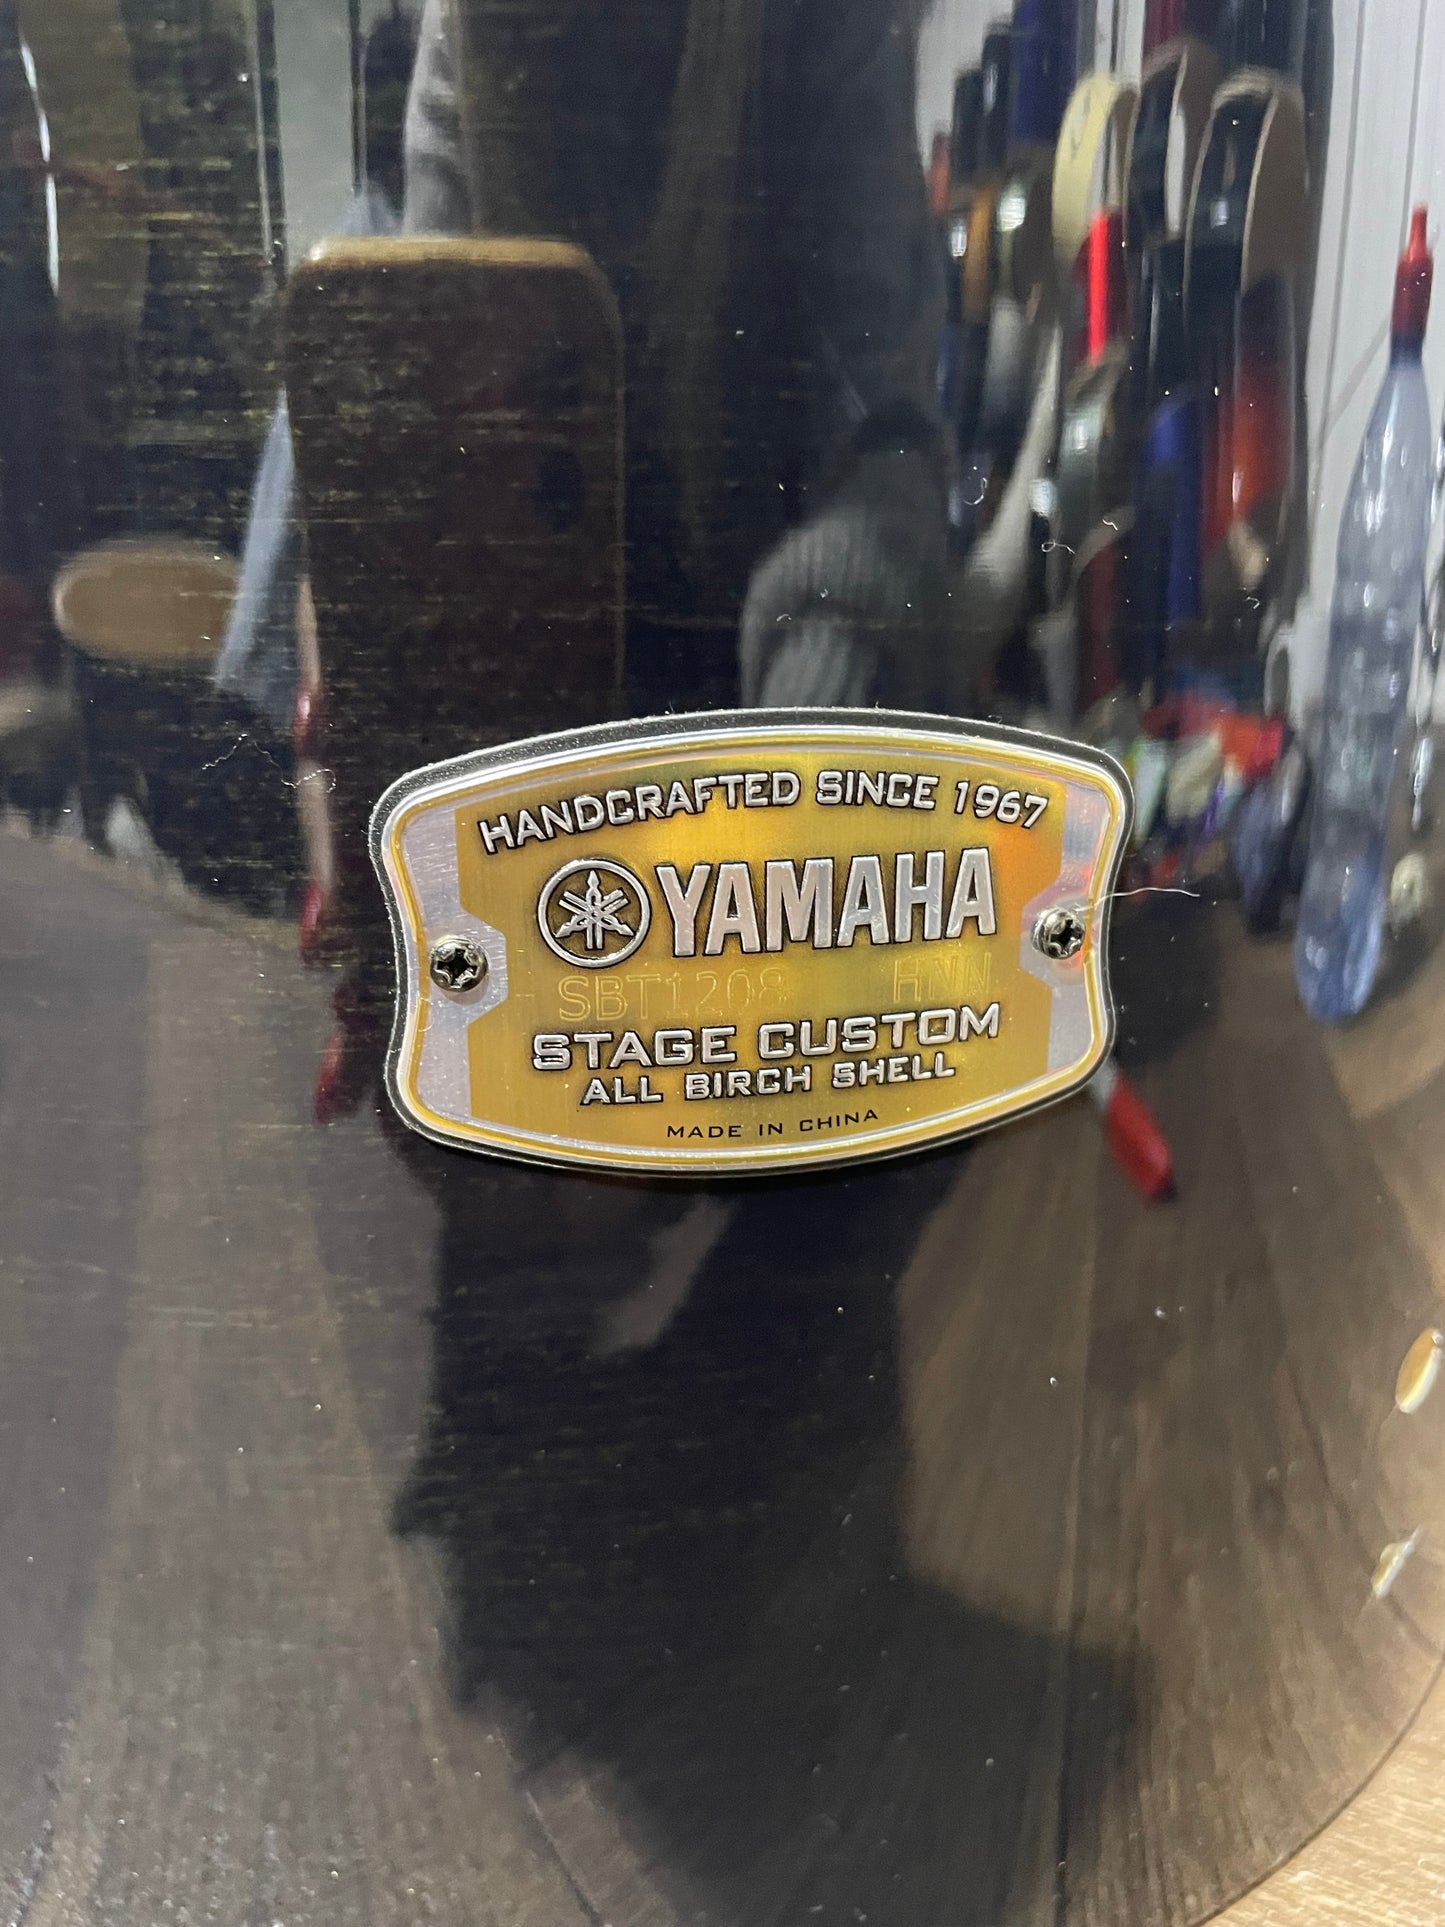 HANDCRAFTED SINCE 1967
YAMAHA
SBT1208 HNN
STAGE CUSTOM
ALL BIRCH SHELL
MADE IN CHINA